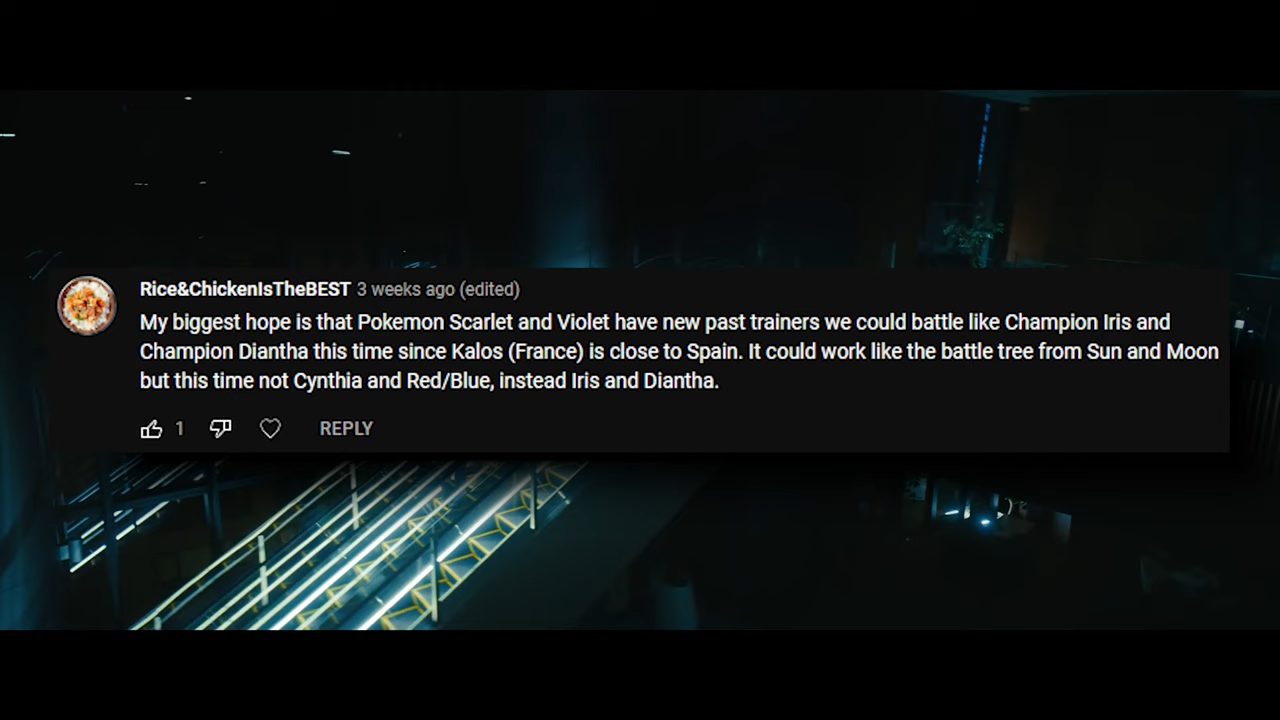 Rice&ChickenIsTheBEST 3 weeks ago (edited)
My biggest hope is that Pokemon Scarlet and Violet have new past trainers we could battle like Champion Iris and
Champion Diantha this time since Kalos (France) is close to Spain. It could work like the battle tree from Sun and Moon
but this time not Cynthia and Red/Blue, instead Iris and Diantha.
1 REPLY